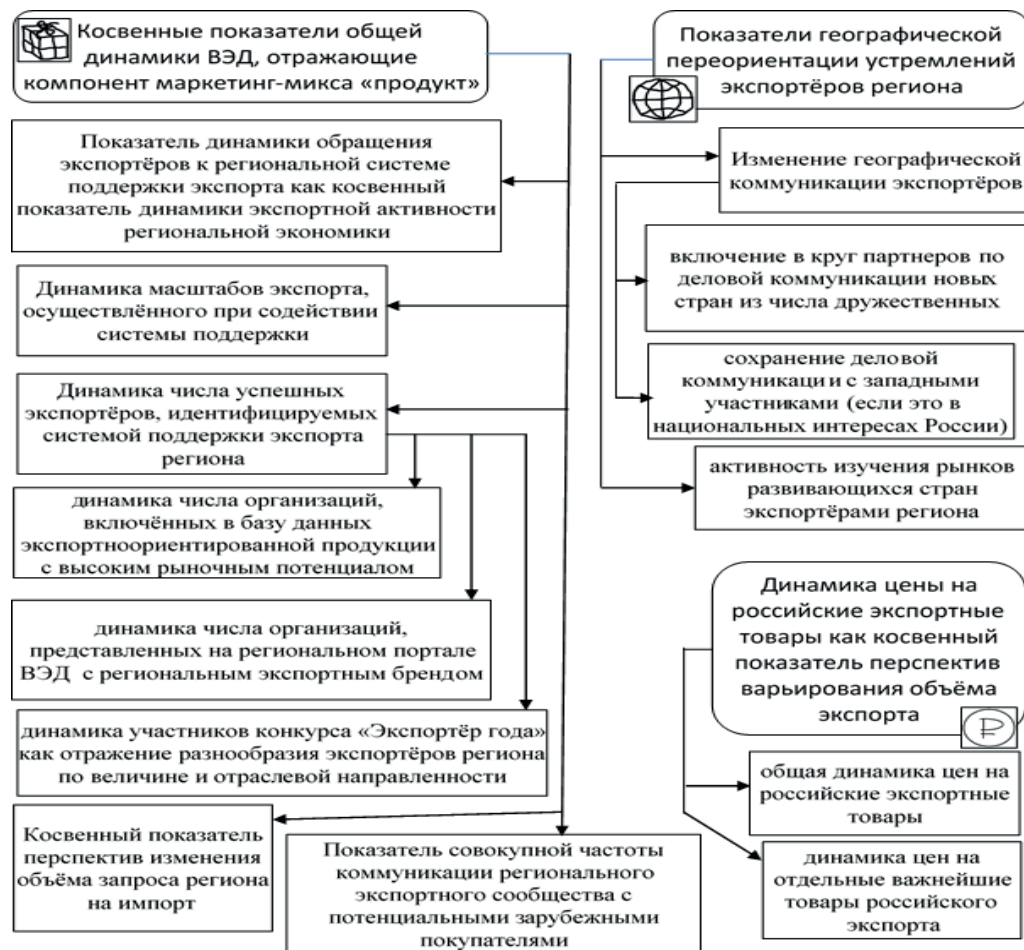 Косвенные показатели общей
динамики ВЭД, отражающие
компонент маркетинг-микса «продукт»
Показатель динамики обращения
экспортёров к региональной системе
поддержки экспорта как косвенный
показатель динамики экспортной активности
региональной экономики
Динамика масштабов экспорта,
осуществлённого при содействии
системы поддержки
Динамика числа успешных
экспортёров, идентифицируемых
системой поддержки экспорта
региона
динамика числа организаций,
включённых в базу данных
экспортноориентированной продукции
с высоким рыночным потенциалом
динамика числа организаций,
представленных на региональном портале
ВЭД с региональным экспортным брендом
динамика участников конкурса «Экспортёр года»
как отражение разнообразия экспортёров региона
по величине и отраслевой направленности
Косвенный показатель
перспектив изменения
объёма запроса региона
на импорт
Показатель совокупной частоты
коммуникации регионального
экспортного сообщества с
потенциальными зарубежными
покупателями
Показатели географической
переориентации устремлений
экспортёров региона
Изменение географической
коммуникации экспортёров
включение в круг партнеров по
деловой коммуникации новых
стран из числа дружественных
сохранение деловой
коммуникации с западными
участниками (если это в
национальных интересах России)
активность изучения рынков
развивающихся стран
экспортёрами региона
Динамика цены на
российские экспортные
товары как косвенный
показатель перспектив
варьирования объёма
экспорта
₽
общая динамика цен на
российские экспортные
товары
динамика цен на
отдельные важнейшие
товары российского
экспорта